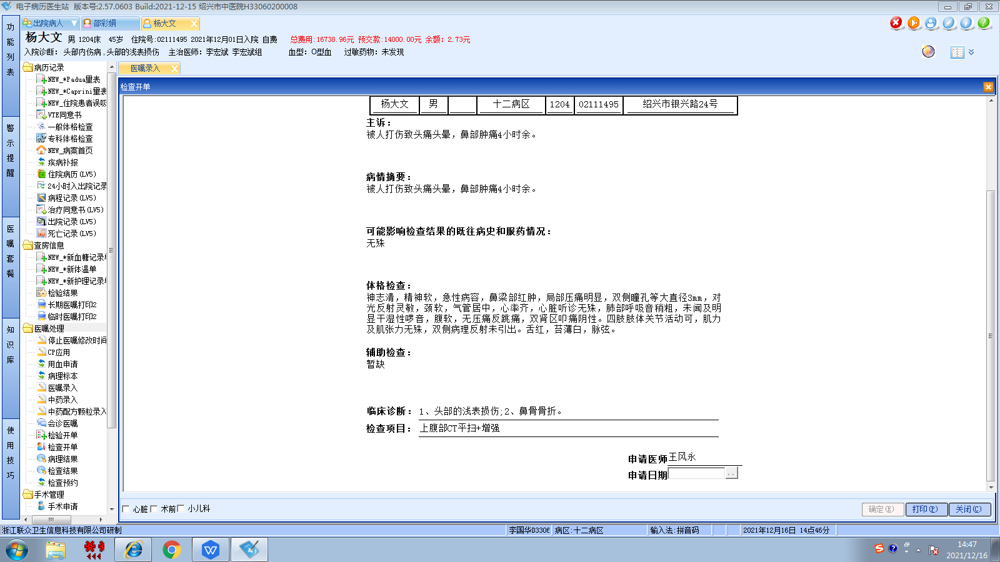 电子病历医生站 版本号:2.57.0603 Build:2021-12-15 绍兴市中医院H33060200008
出院病人
邵彩娟
杨大文
杨大文 男 1204床 45岁 住院号:02111495 2021年12月01日入院 自费 总费用:16738.96元 预交款:14000.00元 余额: 2.73元
入院诊断: 头部内伤病,头部的浅表损伤 主治医师: 李宏斌 李宏斌组 血型: O型血 过敏药物: 未发现
功能列表
警示提醒
医嘱套餐
知识库
使用技巧
病历记录
NEW_*Padua量表
NEW_*Caprini量表
NEW_住院患者误吸
VTE同意书
一般体格检查
专科体格检查
NEW_病案首页
疾病补报
住院病历(LV5)
24小时入出院记录
病程记录(LV5)
治疗同意书(LV5)
出院记录(LV5)
死亡记录(LV5)
查房信息
NEW_*新血糖记录单
NEW_*新体温单
NEW_*新护理记录单
检验结果
长期医嘱打印2
临时医嘱打印2
医嘱处理
停止医嘱修改时间
CP应用
用血申请
病理标本
医嘱录入
中药录入
中药配方颗粒录入
会诊医嘱
检验开单
检查开单
病理结果
检查结果
检查预约
手术管理
手术申请
医嘱录入
检查开单
杨大文 男 十二病区 1204 02111495 绍兴市银兴路24号
主诉:
被人打伤致头痛头晕，鼻部肿痛4小时余。
病情摘要:
被人打伤致头痛头晕，鼻部肿痛4小时余。
可能影响检查结果的既往病史和服药情况:
无殊
体格检查:
神志清，精神软，急性病容，鼻梁部红肿，局部压痛明显，双侧瞳孔等大直径3mm，对
光反射灵敏，颈软，气管居中，心率齐，心脏听诊无殊，肺部呼吸音稍粗，未闻及明
显干湿性啰音，腹软，无压痛反跳痛，双肾区叩痛阴性。四肢肢体关节活动可，肌力
及肌张力无殊，双侧病理反射未引出。舌红，苔薄白，脉弦。
辅助检查:
暂缺
临床诊断: 1、头部的浅表损伤;2、鼻骨骨折。
检查项目: 上腹部CT平扫+增强
申请医师 王风永
申请日期 ..
心脏 术前 小儿科
确定(E) 打印(P) 关闭(C)
浙江联众卫生信息科技有限公司研制 李国华D3306 病区:十二病区 输入法:拼音码 2021年12月16日 14点46分
14:47
2021/12/16